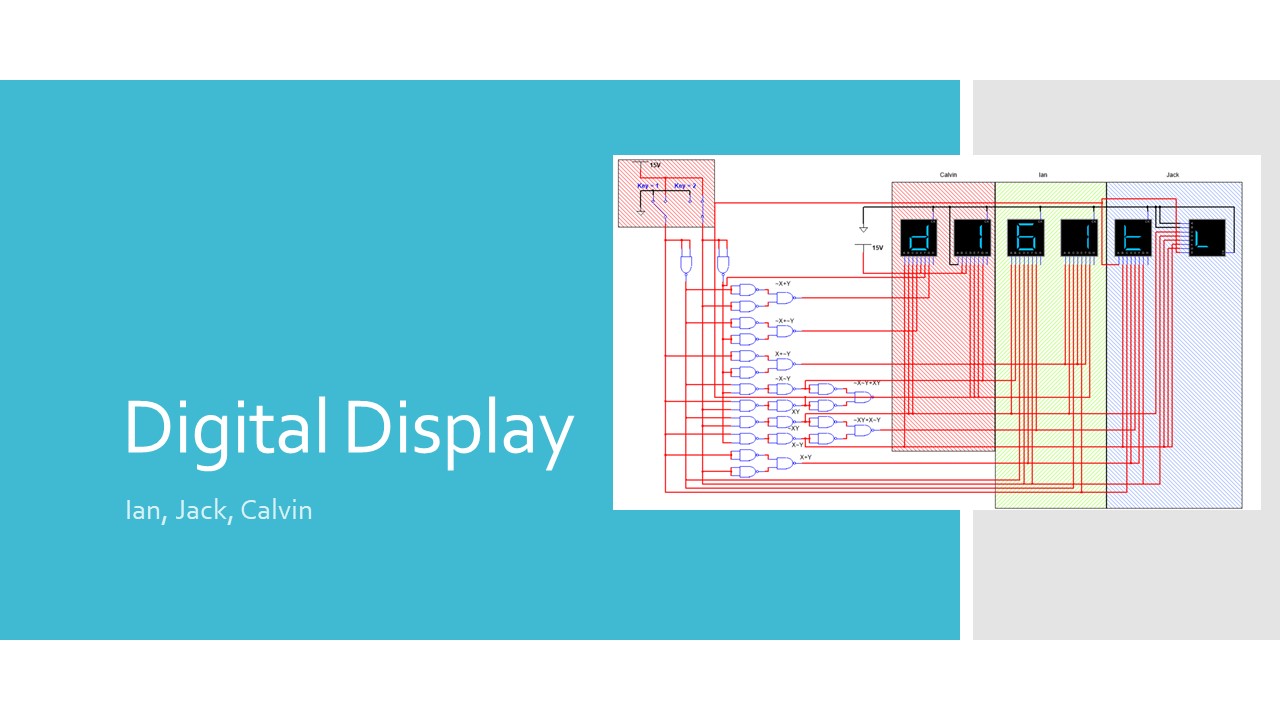 Digital Display
Ian, Jack, Calvin
15V
Key = 1 Key = 2
Calvin
Ian
Jack
15V
d 1 6 1 t L
~X+Y
~X+~Y
X+~Y
~X~Y
~X~Y+XY
XY
~XY+X~Y
~XY
X~Y
X+Y